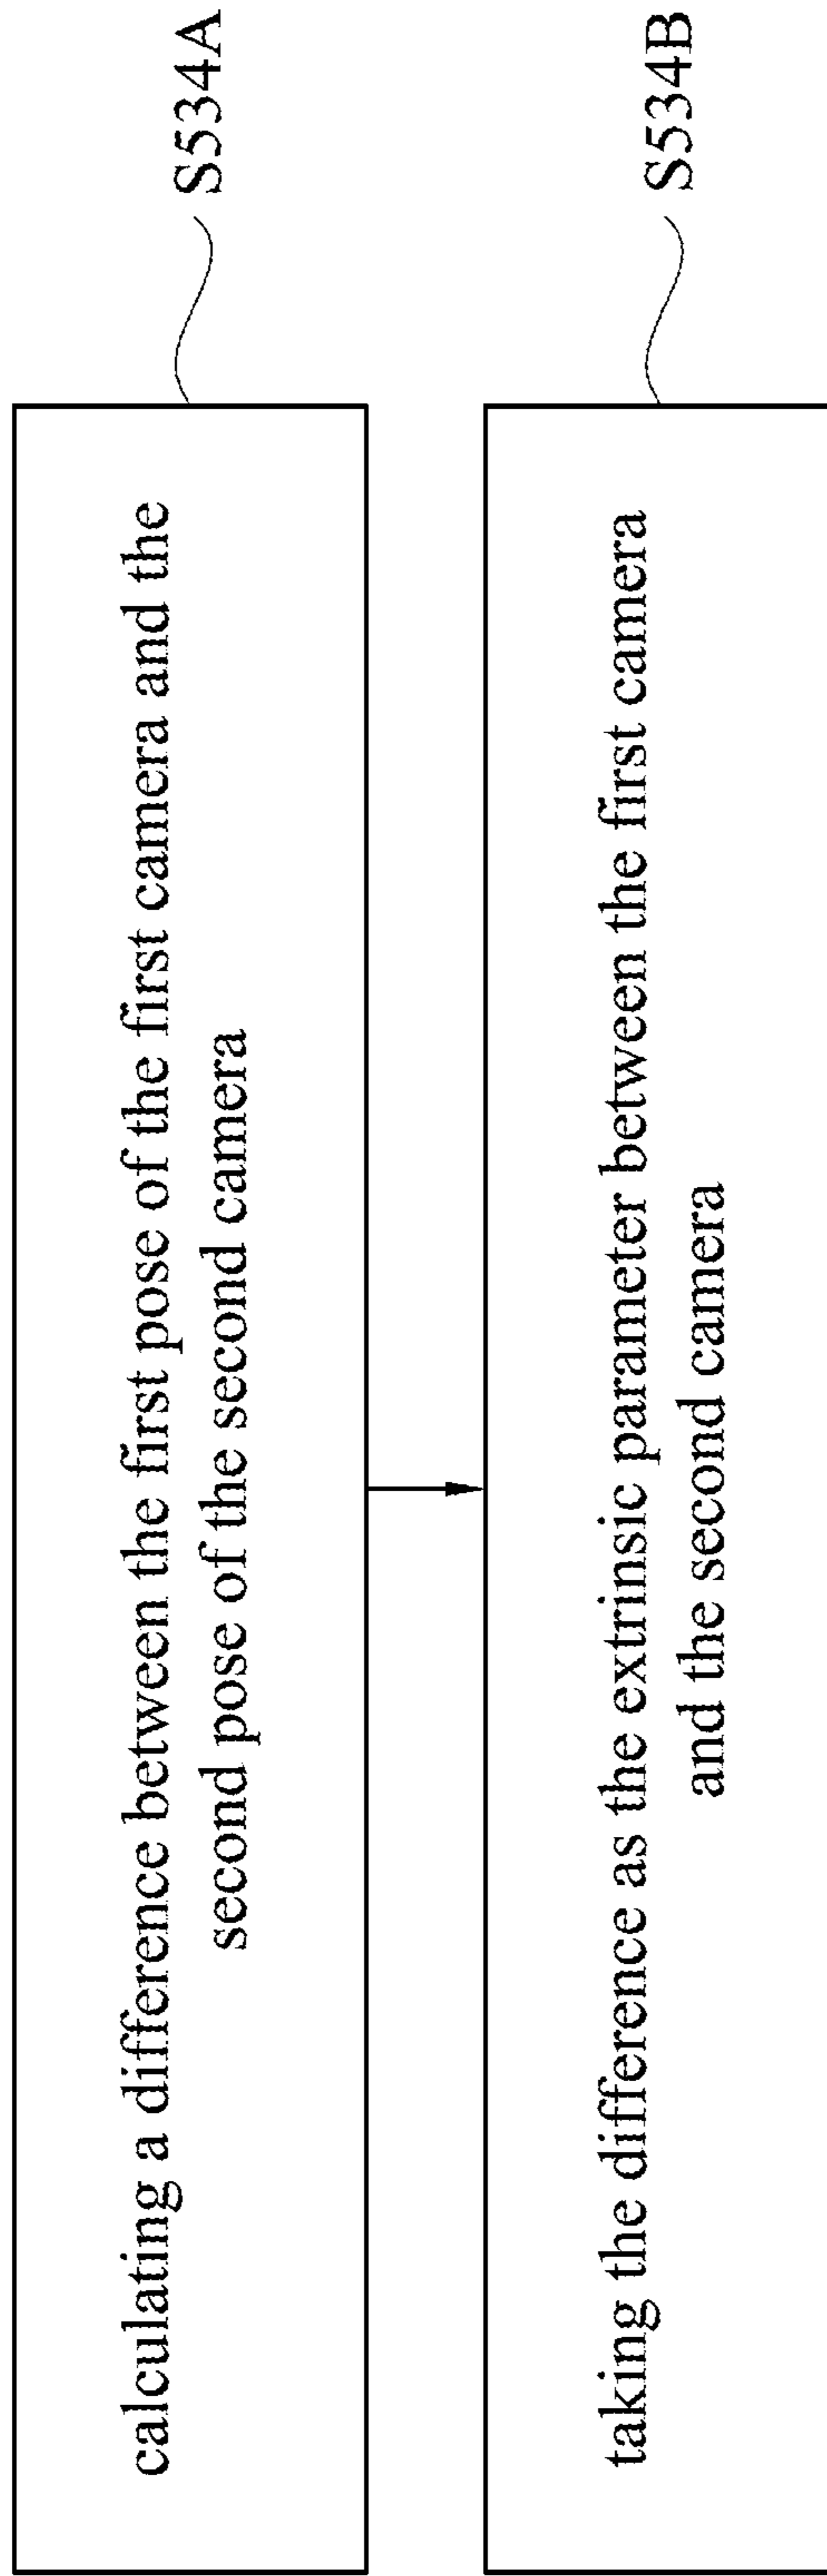 calculating a difference between the first pose of the first camera and the
second pose of the second camera
S534A
taking the difference as the extrinsic parameter between the first camera
and the second camera
S534B